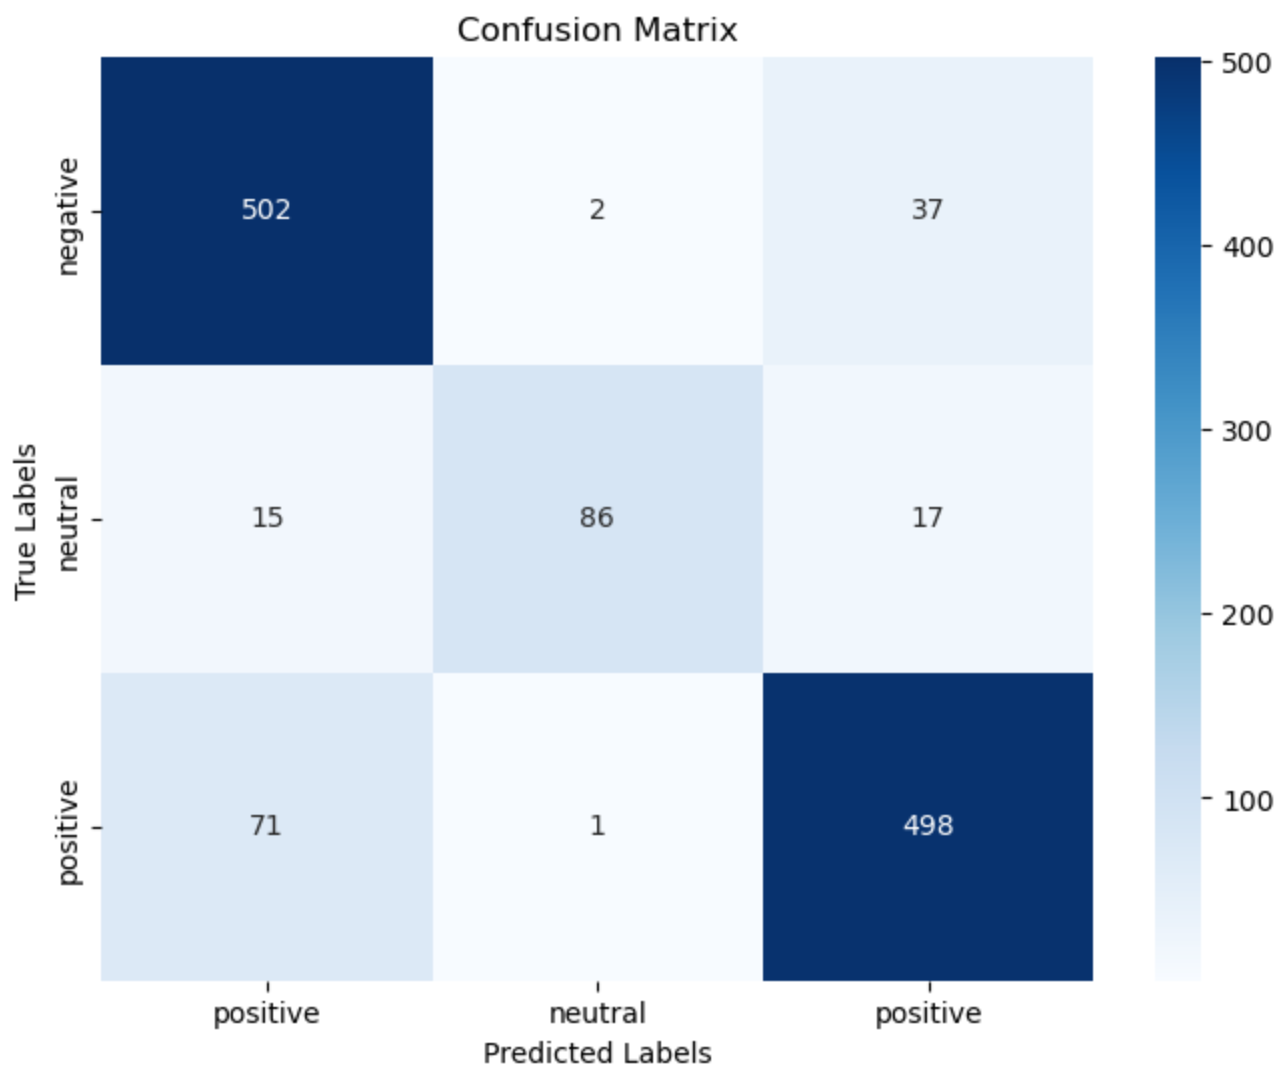 Confusion Matrix
500
negative
502 2 37
400
300
True Labels
neutral
15 86 17
200
positive
71 1 498
100
positive neutral positive
Predicted Labels